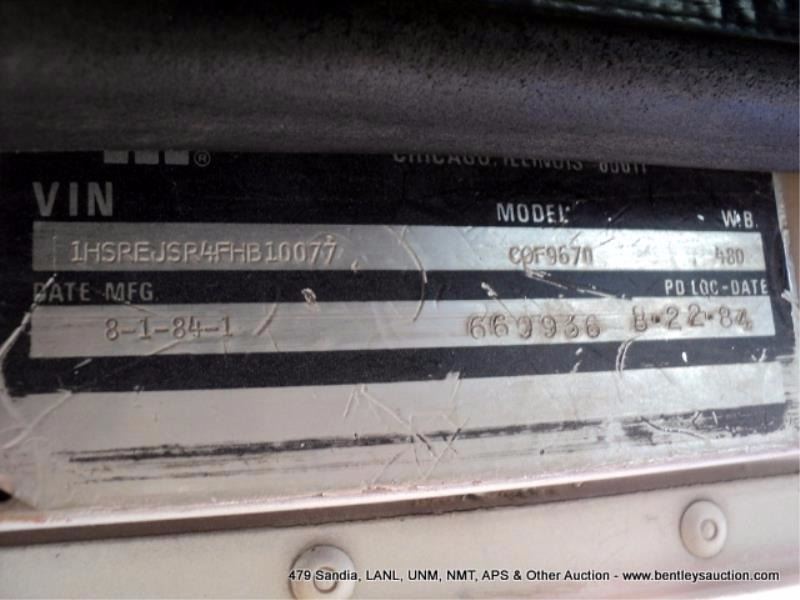 ®
CHICAGO, ILLINOIS
VIN MODEL W.B.
1HSREJSR4FHB10077 COF9670 480
DATE MFG. PD LOC-DATE
8-1-84-1 660936 8-22-84
479 Sandia, LANL, UNM, NMT, APS & Other Auction - www.bentleysauction.com